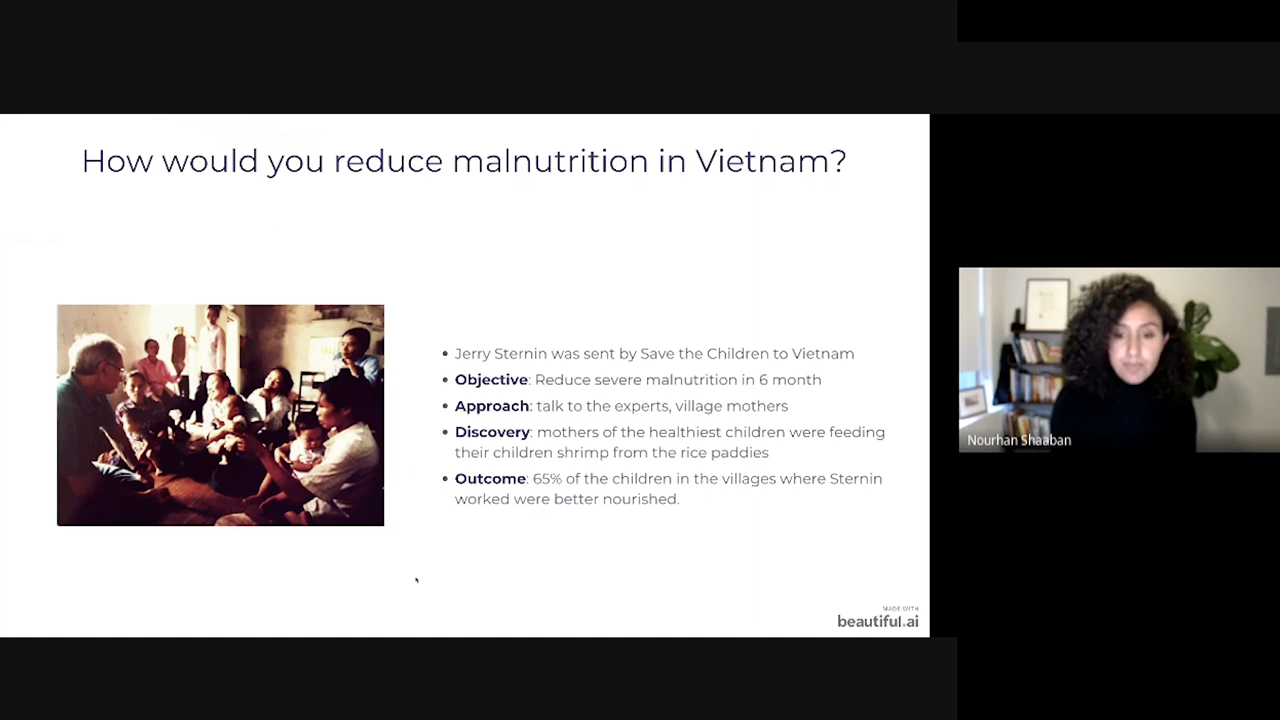 How would you reduce malnutrition in Vietnam?
• Jerry Sternin was sent by Save the Children to Vietnam
• Objective: Reduce severe malnutrition in 6 month
• Approach: talk to the experts, village mothers
• Discovery: mothers of the healthiest children were feeding
their children shrimp from the rice paddies
• Outcome: 65% of the children in the villages where Sternin
worked were better nourished.
MADE WITH
beautiful.ai
Nourhan Shaaban